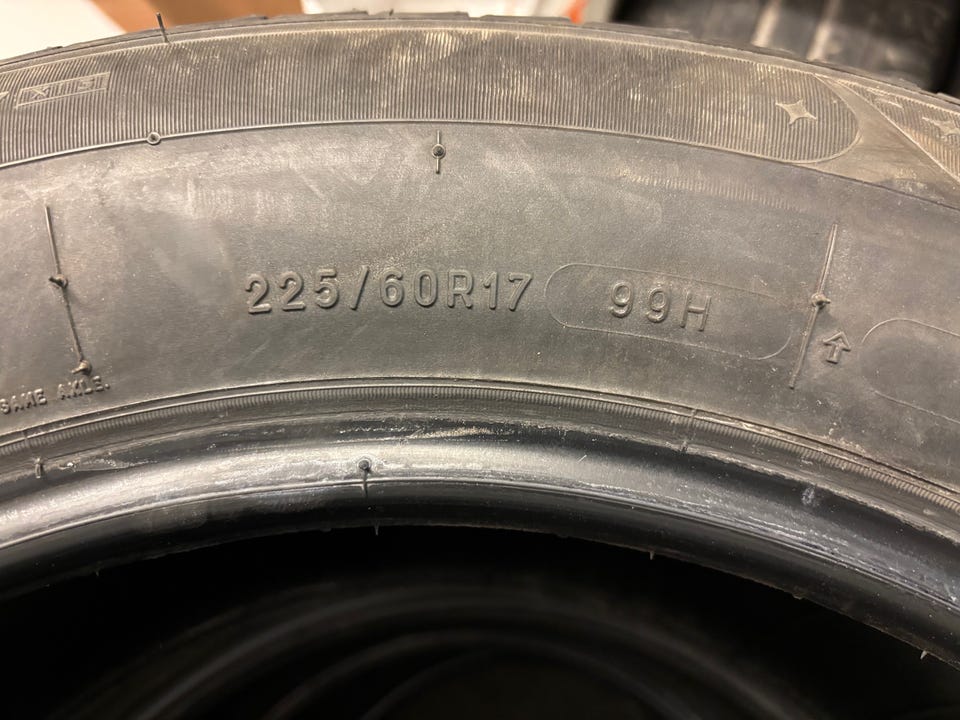 225/60R17 99H
SAME AXLE.